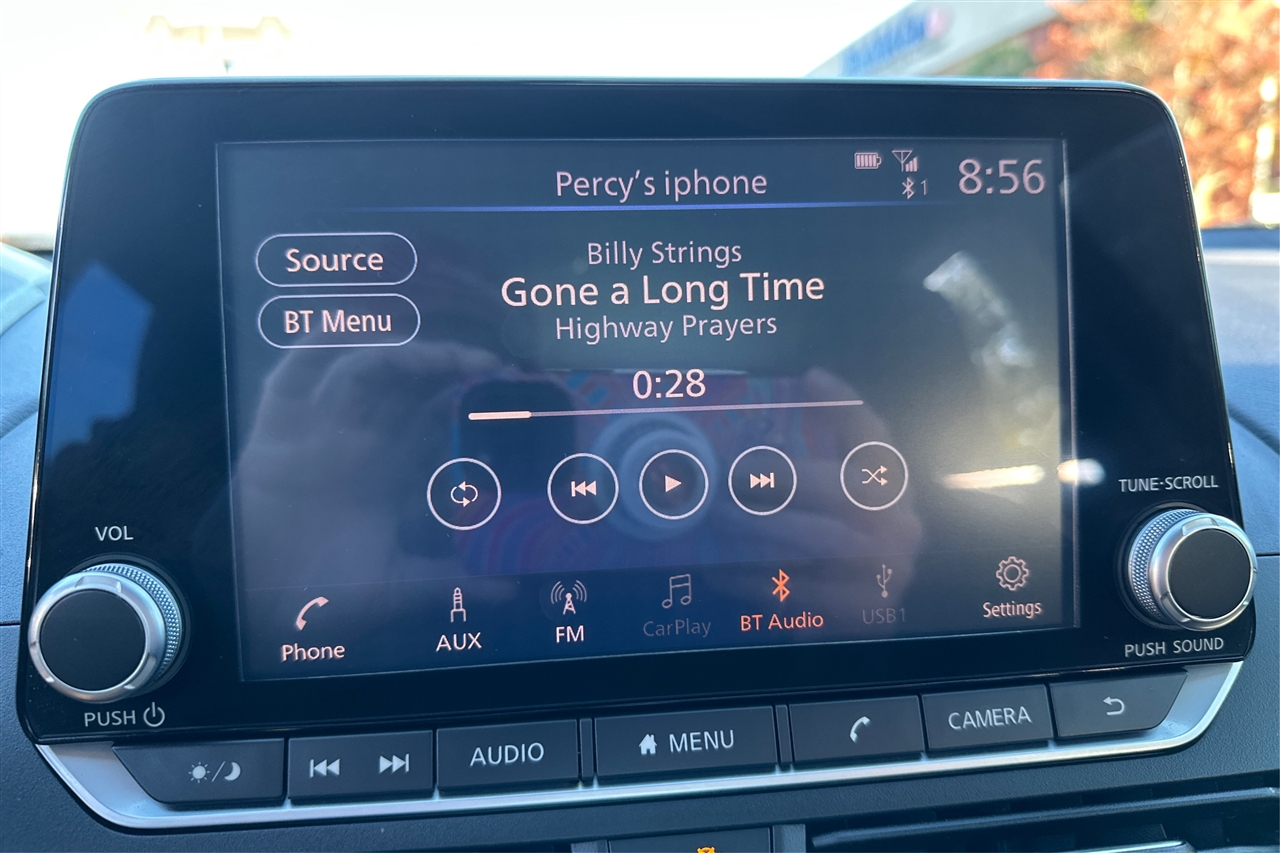 Percy's iphone
1
8:56
Source
BT Menu
Billy Strings
Gone a Long Time
Highway Prayers
0:28
Phone
AUX
FM
CarPlay
BT Audio
USB1
Settings
VOL
PUSH
TUNE·SCROLL
PUSH SOUND
AUDIO
MENU
CAMERA